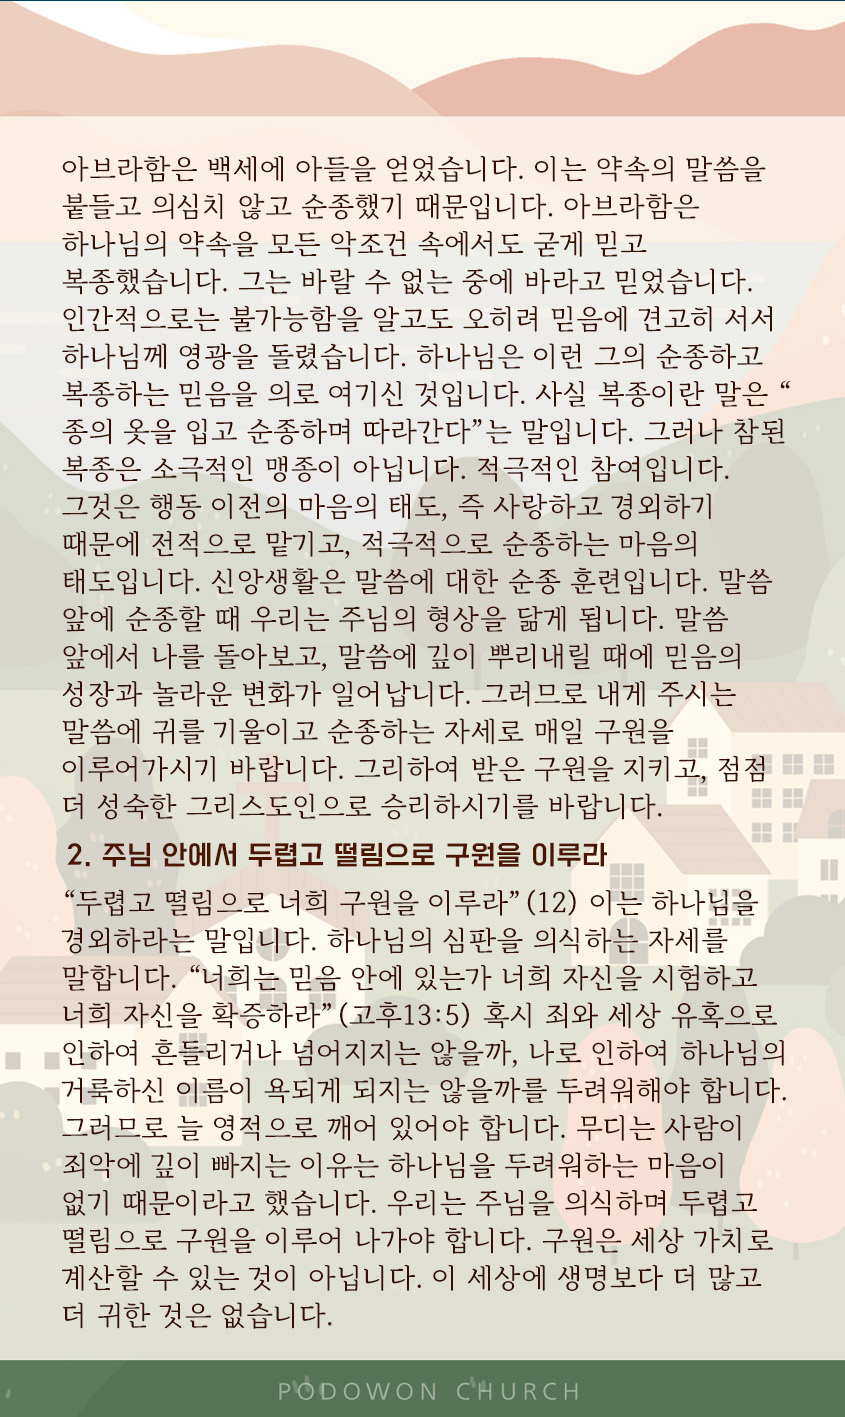 아브라함은 백세에 아들을 얻었습니다. 이는 약속의 말씀을
붙들고 의심치 않고 순종했기 때문입니다. 아브라함은
하나님의 약속을 모든 악조건 속에서도 굳게 믿고
복종했습니다. 그는 바랄 수 없는 중에 바라고 믿었습니다.
인간적으로는 불가능함을 알고도 오히려 믿음에 견고히 서서
하나님께 영광을 돌렸습니다. 하나님은 이런 그의 순종하고
복종하는 믿음을 의로 여기신 것입니다. 사실 복종이란 말은 “
종의 옷을 입고 순종하며 따라간다”는 말입니다. 그러나 참된
복종은 소극적인 맹종이 아닙니다. 적극적인 참여입니다.
그것은 행동 이전의 마음의 태도, 즉 사랑하고 경외하기
때문에 전적으로 맡기고, 적극적으로 순종하는 마음의
태도입니다. 신앙생활은 말씀에 대한 순종 훈련입니다. 말씀
앞에 순종할 때 우리는 주님의 형상을 닮게 됩니다. 말씀
앞에서 나를 돌아보고, 말씀에 깊이 뿌리내릴 때에 믿음의
성장과 놀라운 변화가 일어납니다. 그러므로 내게 주시는
말씀에 귀를 기울이고 순종하는 자세로 매일 구원을
이루어가시기 바랍니다. 그리하여 받은 구원을 지키고, 점점
더 성숙한 그리스도인으로 승리하시기를 바랍니다.
2. 주님 안에서 두렵고 떨림으로 구원을 이루라
“두렵고 떨림으로 너희 구원을 이루라”(12) 이는 하나님을
경외하라는 말입니다. 하나님의 심판을 의식하는 자세를
말합니다. “너희는 믿음 안에 있는가 너희 자신을 시험하고
너희 자신을 확증하라”(고후13:5) 혹시 죄와 세상 유혹으로
인하여 흔들리거나 넘어지지는 않을까, 나로 인하여 하나님의
거룩하신 이름이 욕되게 되지는 않을까를 두려워해야 합니다.
그러므로 늘 영적으로 깨어 있어야 합니다. 무디는 사람이
죄악에 깊이 빠지는 이유는 하나님을 두려워하는 마음이
없기 때문이라고 했습니다. 우리는 주님을 의식하며 두렵고
떨림으로 구원을 이루어 나가야 합니다. 구원은 세상 가치로
계산할 수 있는 것이 아닙니다. 이 세상에 생명보다 더 많고
더 귀한 것은 없습니다.
PODOWON CHURCH